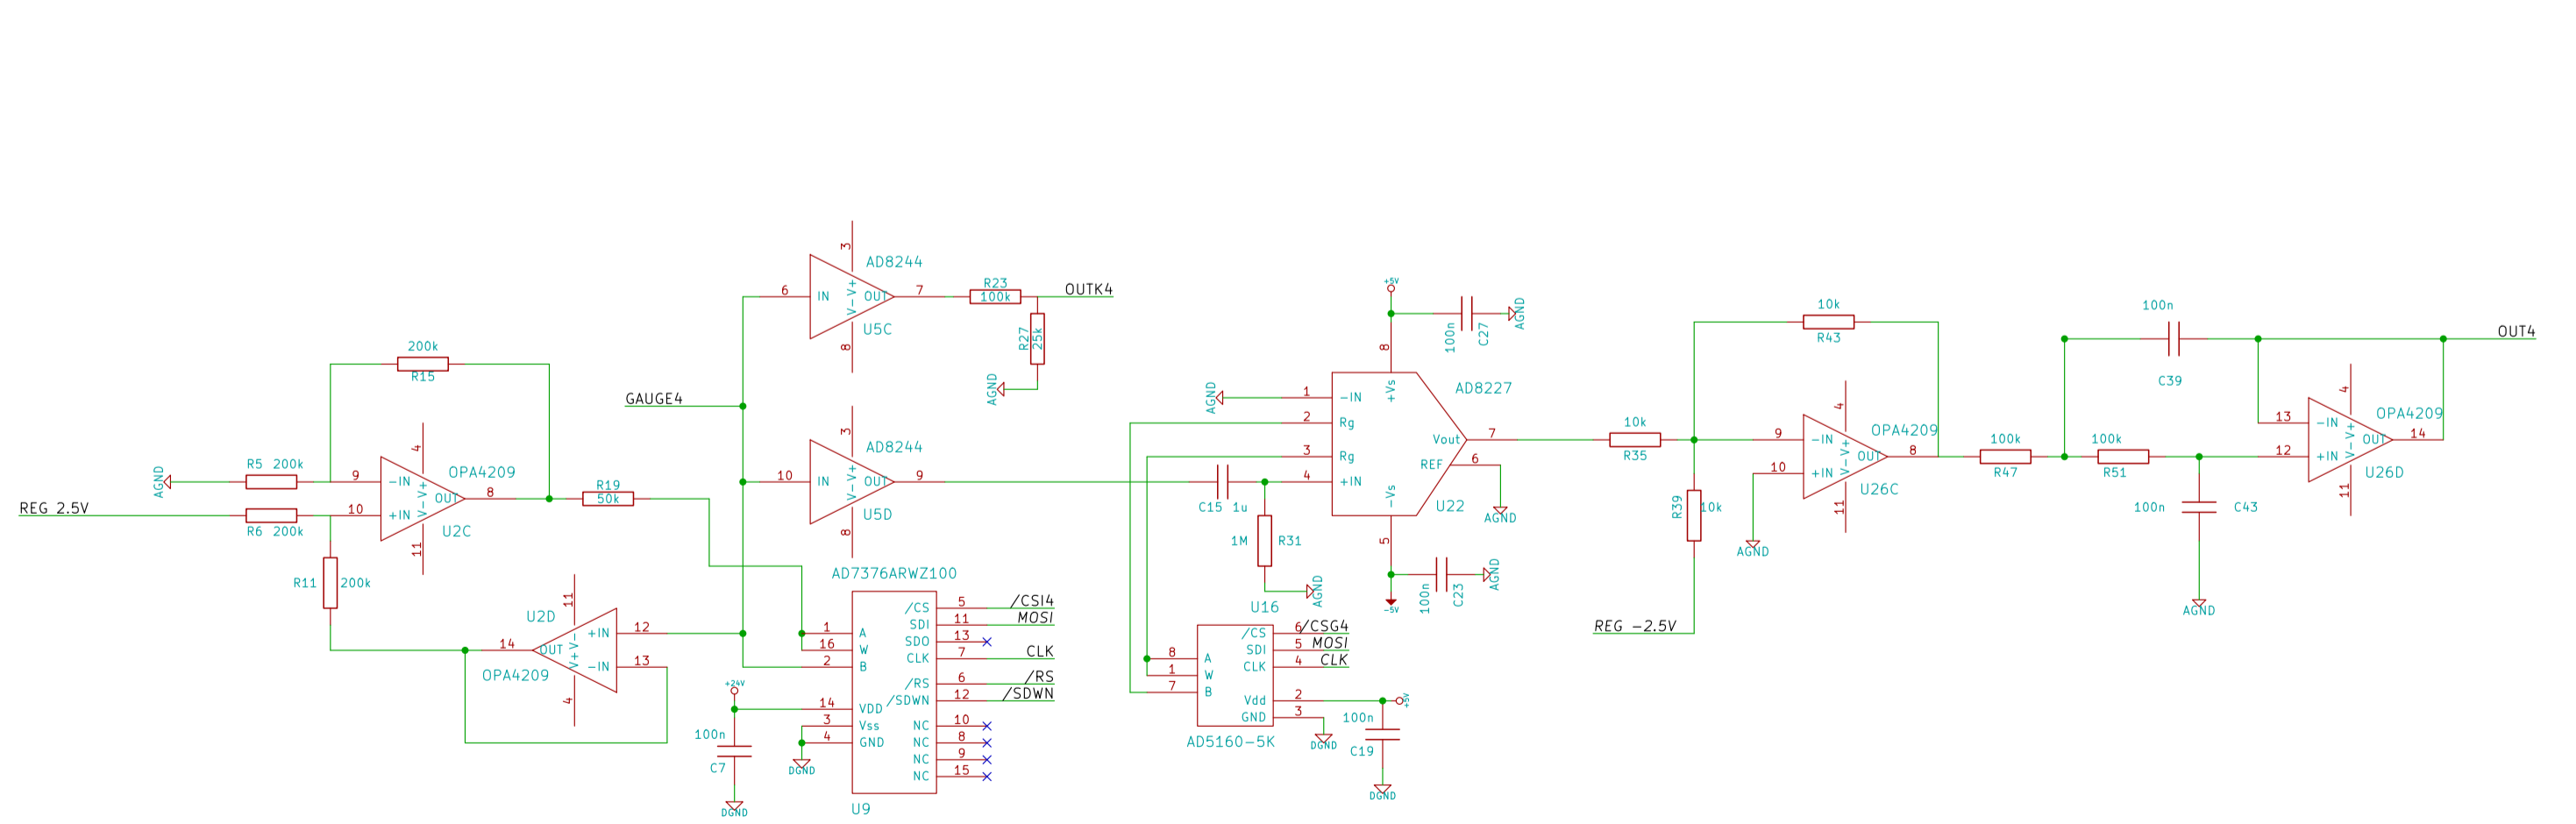 REG 2.5V
AGND
R5 200k
R6 200k
200k
R15
9
-IN
10
+IN
V-V+
OUT
4
11
8
OPA4209
U2C
R11 200k
R19
50k
GAUGE4
U2D
11
14
OUT
V+V-
+IN
-IN
12
13
4
OPA4209
3
AD8244
6
IN
V-V+
OUT
7
U5C
8
R23
100k
OUTK4
R27
25k
AGND
3
AD8244
10
IN
V-V+
OUT
9
U5D
8
AD7376ARWZ100
1 A
16 W
2 B
14 VDD
3 Vss
4 GND
/CS 5 /CSI4
SDI 11 MOSI
SDO 13
CLK 7 CLK
/RS 6 /RS
/SDWN 12 /SDWN
NC 10
NC 8
NC 9
NC 15
U9
+24V
100n
C7
DGND
DGND
C15 1u
1M R31
AGND
AGND
+5V
100n
C27
AGND
8
1 -IN
2 Rg
3 Rg
4 +IN
+Vs
-Vs
Vout 7
REF 6
AD8227
U22
AGND
5
100n
C23
AGND
-5V
U16
8 A
1 W
7 B
/CS 6 /CSG4
SDI 5 MOSI
CLK 4 CLK
Vdd 2
GND 3
AD5160-5K
DGND
+5V
100n
C19
DGND
10k
R35
R39
10k
REG -2.5V
10k
R43
9
-IN
10
+IN
V-V+
OUT
4
11
8
OPA4209
U26C
AGND
100k
R47
100k
R51
100n
C39
100n C43
AGND
13
-IN
12
+IN
V-V+
OUT
4
11
14
OPA4209
U26D
OUT4